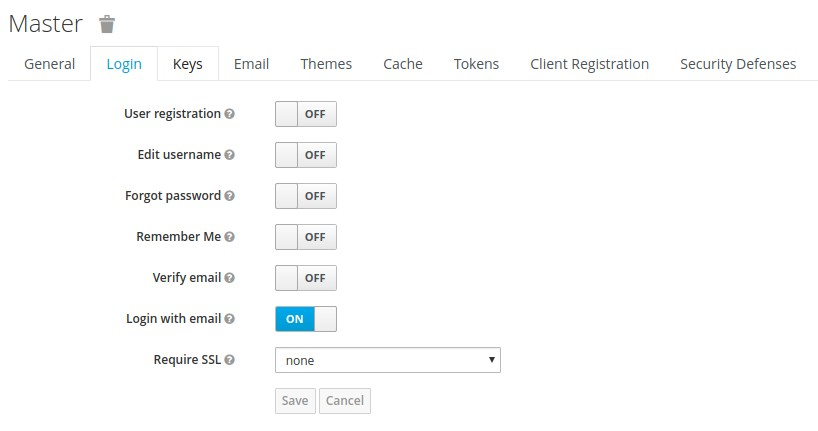 Master
General Login Keys Email Themes Cache Tokens Client Registration Security Defenses
User registration OFF
Edit username OFF
Forgot password OFF
Remember Me OFF
Verify email OFF
Login with email ON
Require SSL none
Save Cancel